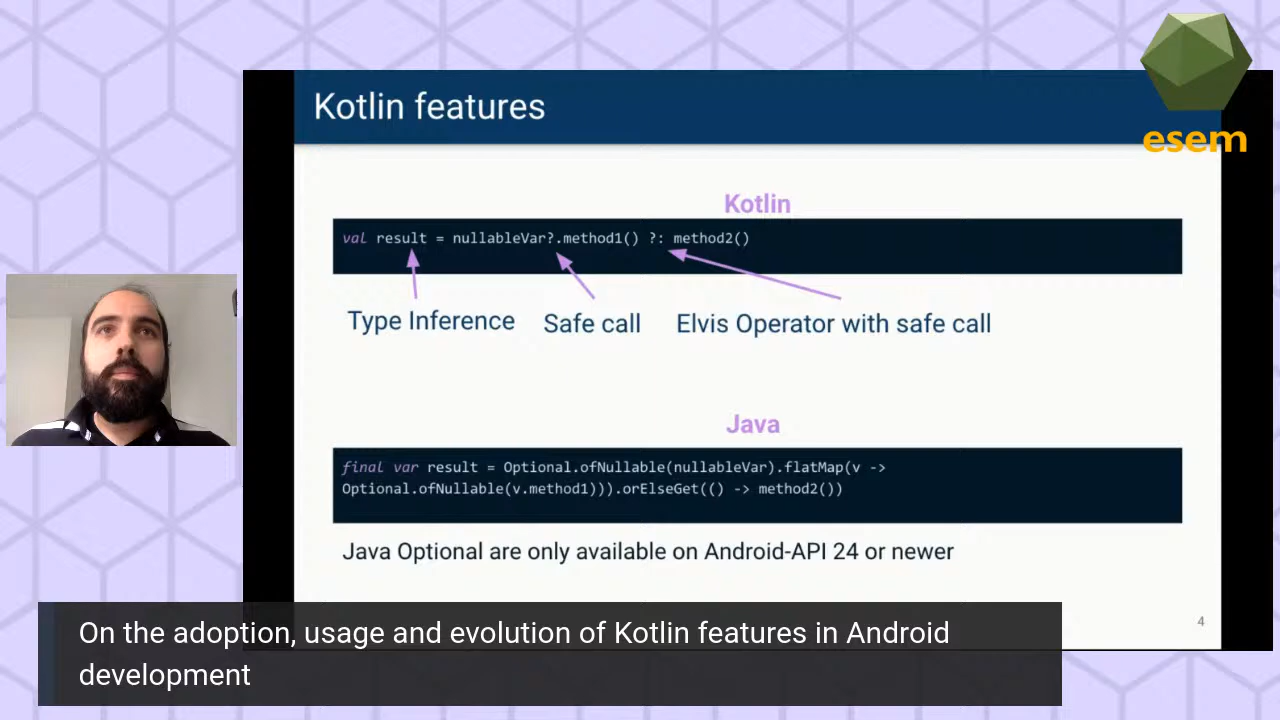 Kotlin features
esem
Kotlin
val result = nullableVar?.method1() ?: method2()
Type Inference
Safe call
Elvis Operator with safe call
Java
final var result = Optional.ofNullable(nullableVar).flatMap(v ->
Optional.ofNullable(v.method1))).orElseGet(() -> method2())
Java Optional are only available on Android-API 24 or newer
4
On the adoption, usage and evolution of Kotlin features in Android
development